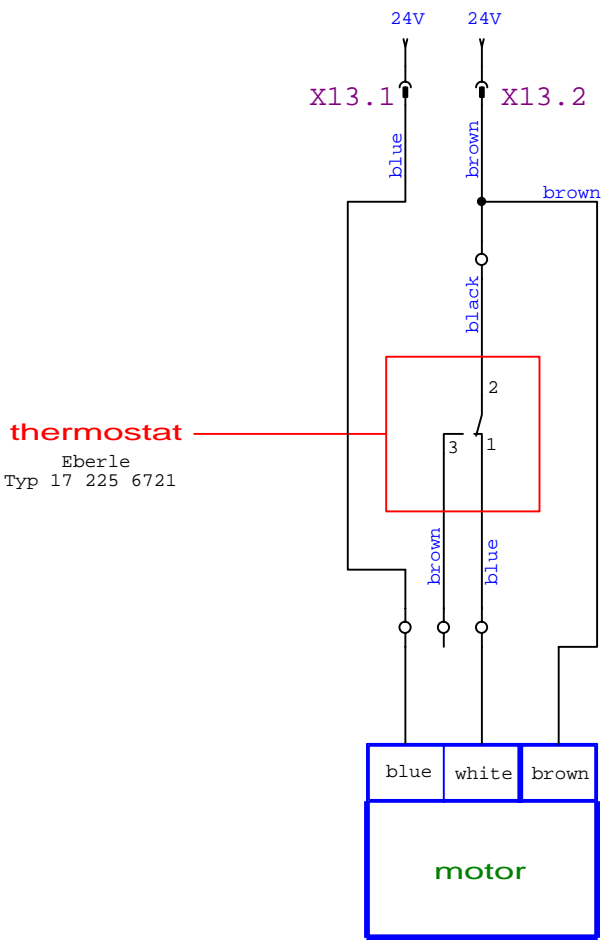 24V
24V
X13.1
X13.2
blue
brown
brown
black
2
thermostat
3
1
Eberle
Typ 17 225 6721
brown
blue
blue
white
brown
motor